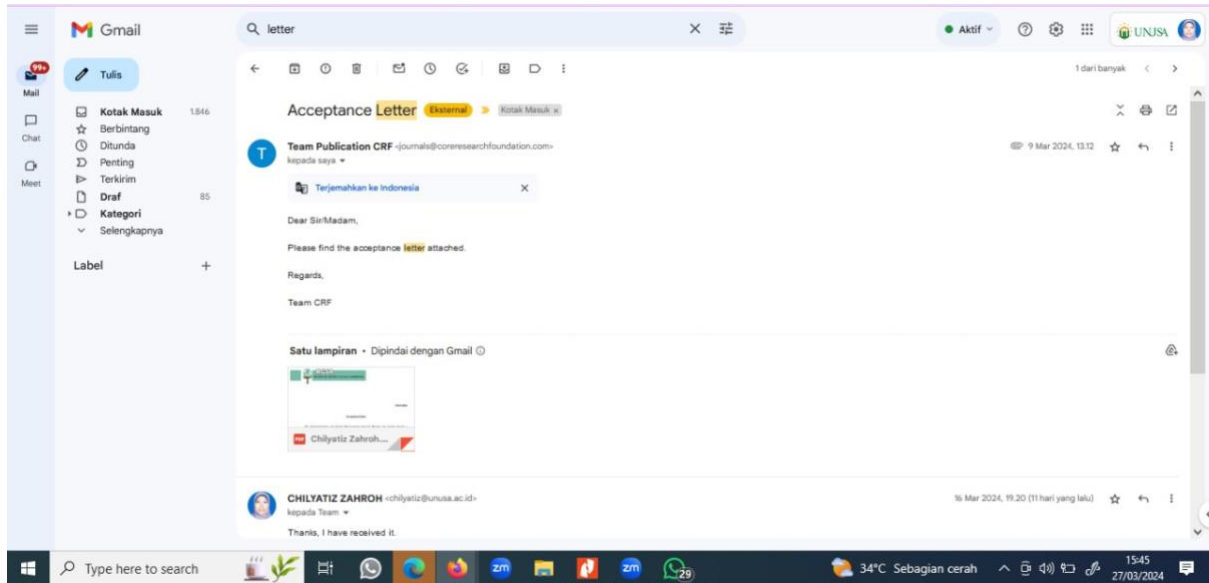 Gmail
letter
Aktif
UNUSA
99+
Mail
Chat
Meet
Tulis
Kotak Masuk 1.846
Berbintang
Ditunda
Penting
Terkirim
Draf 85
Kategori
Selengkapnya
Label +
1 dari banyak
Acceptance Letter Eksternal Kotak Masuk x
T
Team Publication CRF <journals@coreresearchfoundation.com>
9 Mar 2024, 13.12
kepada saya
Terjemahkan ke Indonesia
Dear Sir/Madam,
Please find the acceptance letter attached.
Regards,
Team CRF
Satu lampiran • Dipindai dengan Gmail
PDF Chilyatiz Zahroh....
CHILYATIZ ZAHROH <chilyatiz@unusa.ac.id>
16 Mar 2024, 19.20 (11 hari yang lalu)
kepada Team
Thanks, I have received it.
Type here to search
zm
zm
29
34°C Sebagian cerah
15:45
27/03/2024